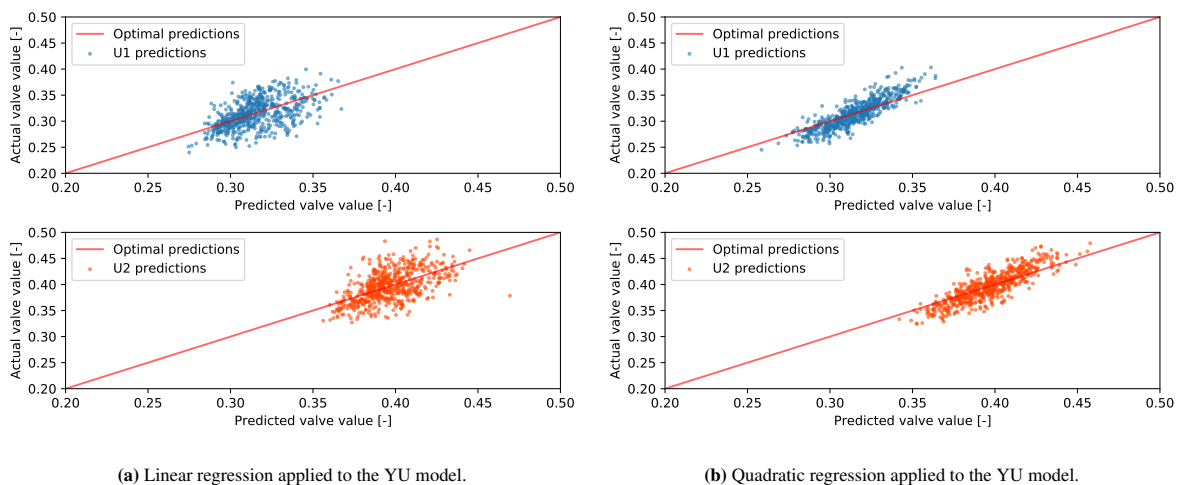 Optimal predictions
U1 predictions
0.50
0.45
0.40
0.35
0.30
0.25
0.20
Actual valve value [-]
0.20 0.25 0.30 0.35 0.40 0.45 0.50
Predicted valve value [-]
Optimal predictions
U2 predictions
0.50
0.45
0.40
0.35
0.30
0.25
0.20
Actual valve value [-]
0.20 0.25 0.30 0.35 0.40 0.45 0.50
Predicted valve value [-]
(a) Linear regression applied to the YU model.
Optimal predictions
U1 predictions
0.50
0.45
0.40
0.35
0.30
0.25
0.20
Actual valve value [-]
0.20 0.25 0.30 0.35 0.40 0.45 0.50
Predicted valve value [-]
Optimal predictions
U2 predictions
0.50
0.45
0.40
0.35
0.30
0.25
0.20
Actual valve value [-]
0.20 0.25 0.30 0.35 0.40 0.45 0.50
Predicted valve value [-]
(b) Quadratic regression applied to the YU model.